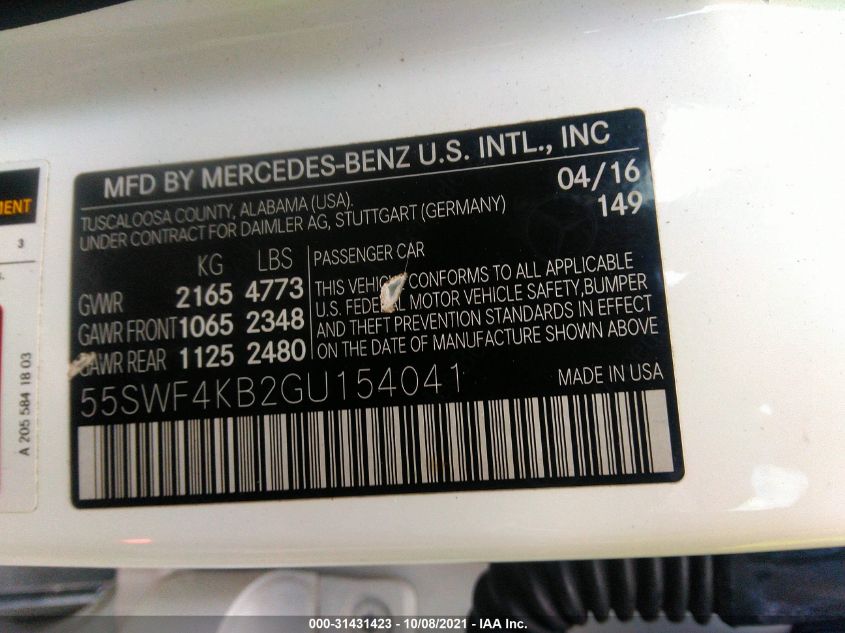 MFD BY MERCEDES-BENZ U.S. INTL., INC
TUSCALOOSA COUNTY, ALABAMA (USA). 04/16
UNDER CONTRACT FOR DAIMLER AG, STUTTGART (GERMANY) 149
KG LBS
GVWR 2165 4773
GAWR FRONT 1065 2348
GAWR REAR 1125 2480
PASSENGER CAR
THIS VEHICLE CONFORMS TO ALL APPLICABLE
U.S. FEDERAL MOTOR VEHICLE SAFETY, BUMPER
AND THEFT PREVENTION STANDARDS IN EFFECT
ON THE DATE OF MANUFACTURE SHOWN ABOVE
55SWF4KB2GU154041 MADE IN USA
MENT
3
A 205 584 18 03
000-31431423 - 10/08/2021 - IAA Inc.